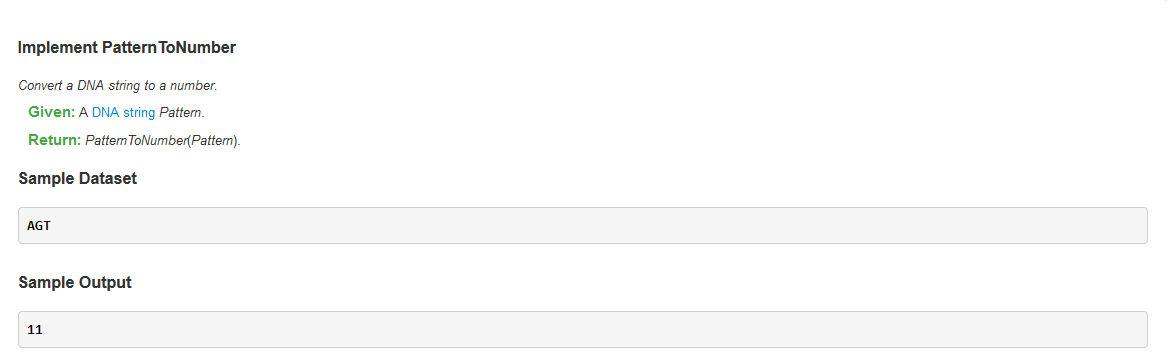 Implement PatternToNumber
Convert a DNA string to a number.
Given: A DNA string Pattern.
Return: PatternToNumber(Pattern).
Sample Dataset
AGT
Sample Output
11